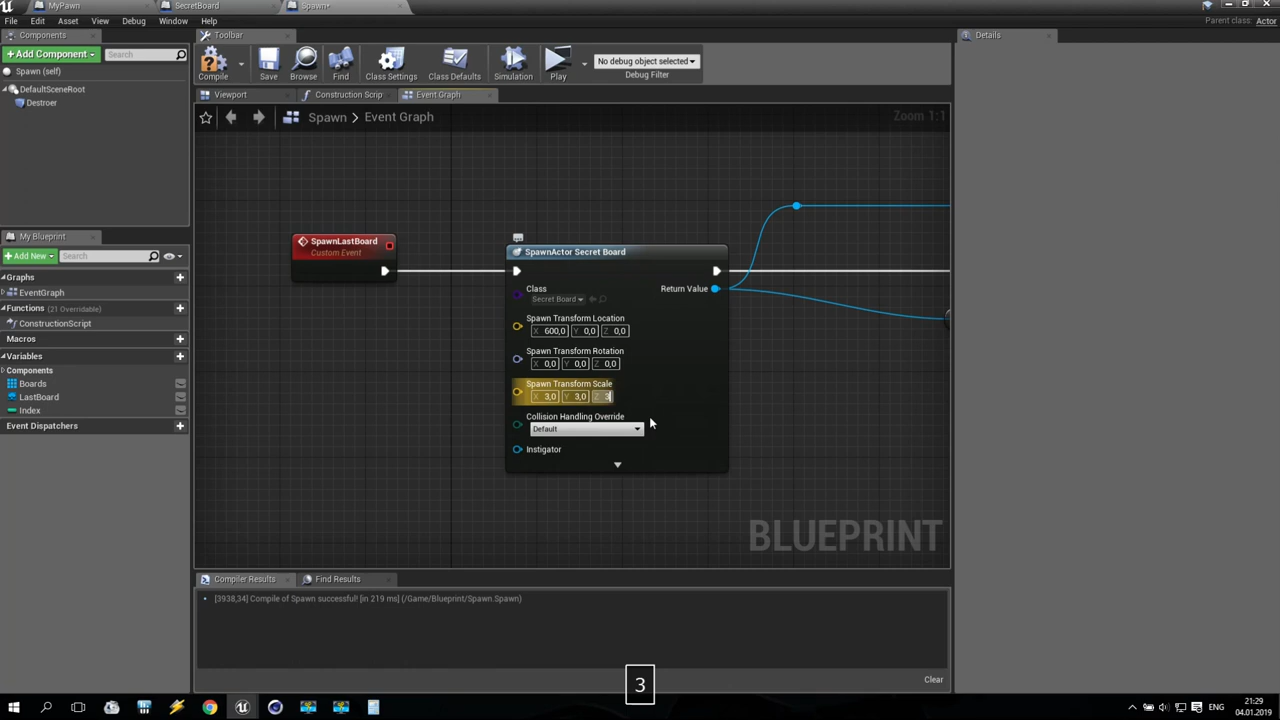 MyPawn
SecretBoard
Spawn*
File Edit Asset View Debug Window Help
Parent class: Actor
Components
Toolbar
Details
+ Add Component
Search
Compile
Save
Browse
Find
Class Settings
Class Defaults
Simulation
Play
No debug object selected
Debug Filter
Spawn (self)
DefaultSceneRoot
Destroer
Viewport
Construction Scrip
Event Graph
Spawn > Event Graph
Zoom 1:1
My Blueprint
+ Add New
Search
Graphs
EventGraph
Functions (21 Overridable)
ConstructionScript
Macros
Variables
Components
Boards
LastBoard
Index
Event Dispatchers
SpawnLastBoard
Custom Event
SpawnActor Secret Board
Class
Secret Board
Return Value
Spawn Transform Location
X 600,0 Y 0,0 Z 0,0
Spawn Transform Rotation
X 0,0 Y 0,0 Z 0,0
Spawn Transform Scale
X 3,0 Y 3,0 Z 3
Collision Handling Override
Default
Instigator
BLUEPRINT
Compiler Results
Find Results
[3938,34] Compile of Spawn successful! [in 219 ms] (/Game/Blueprint/Spawn.Spawn)
Clear
3
ENG
21:29
04.01.2019